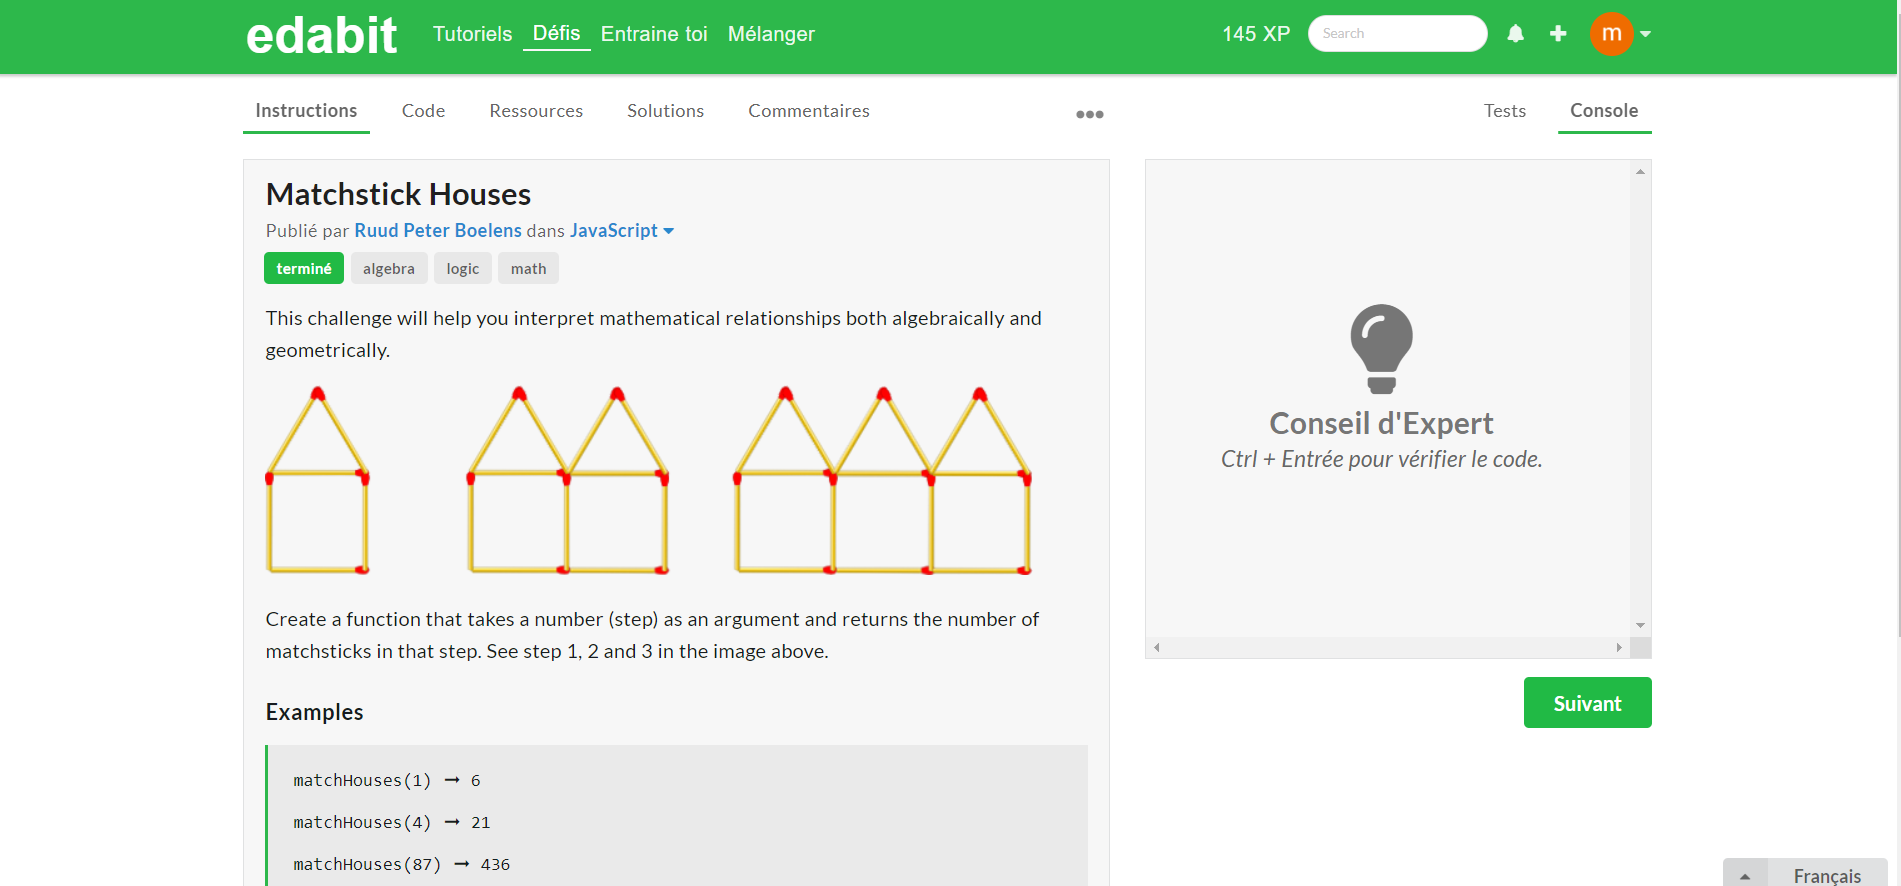 edabit Tutoriels Défis Entraine toi Mélanger 145 XP Search m
Instructions Code Ressources Solutions Commentaires Tests Console
Matchstick Houses
Publié par Ruud Peter Boelens dans JavaScript
terminé algebra logic math
This challenge will help you interpret mathematical relationships both algebraically and
geometrically.
Create a function that takes a number (step) as an argument and returns the number of
matchsticks in that step. See step 1, 2 and 3 in the image above.
Examples
matchHouses(1) ➞ 6
matchHouses(4) ➞ 21
matchHouses(87) ➞ 436
Conseil d'Expert
Ctrl + Entrée pour vérifier le code.
Suivant
Français